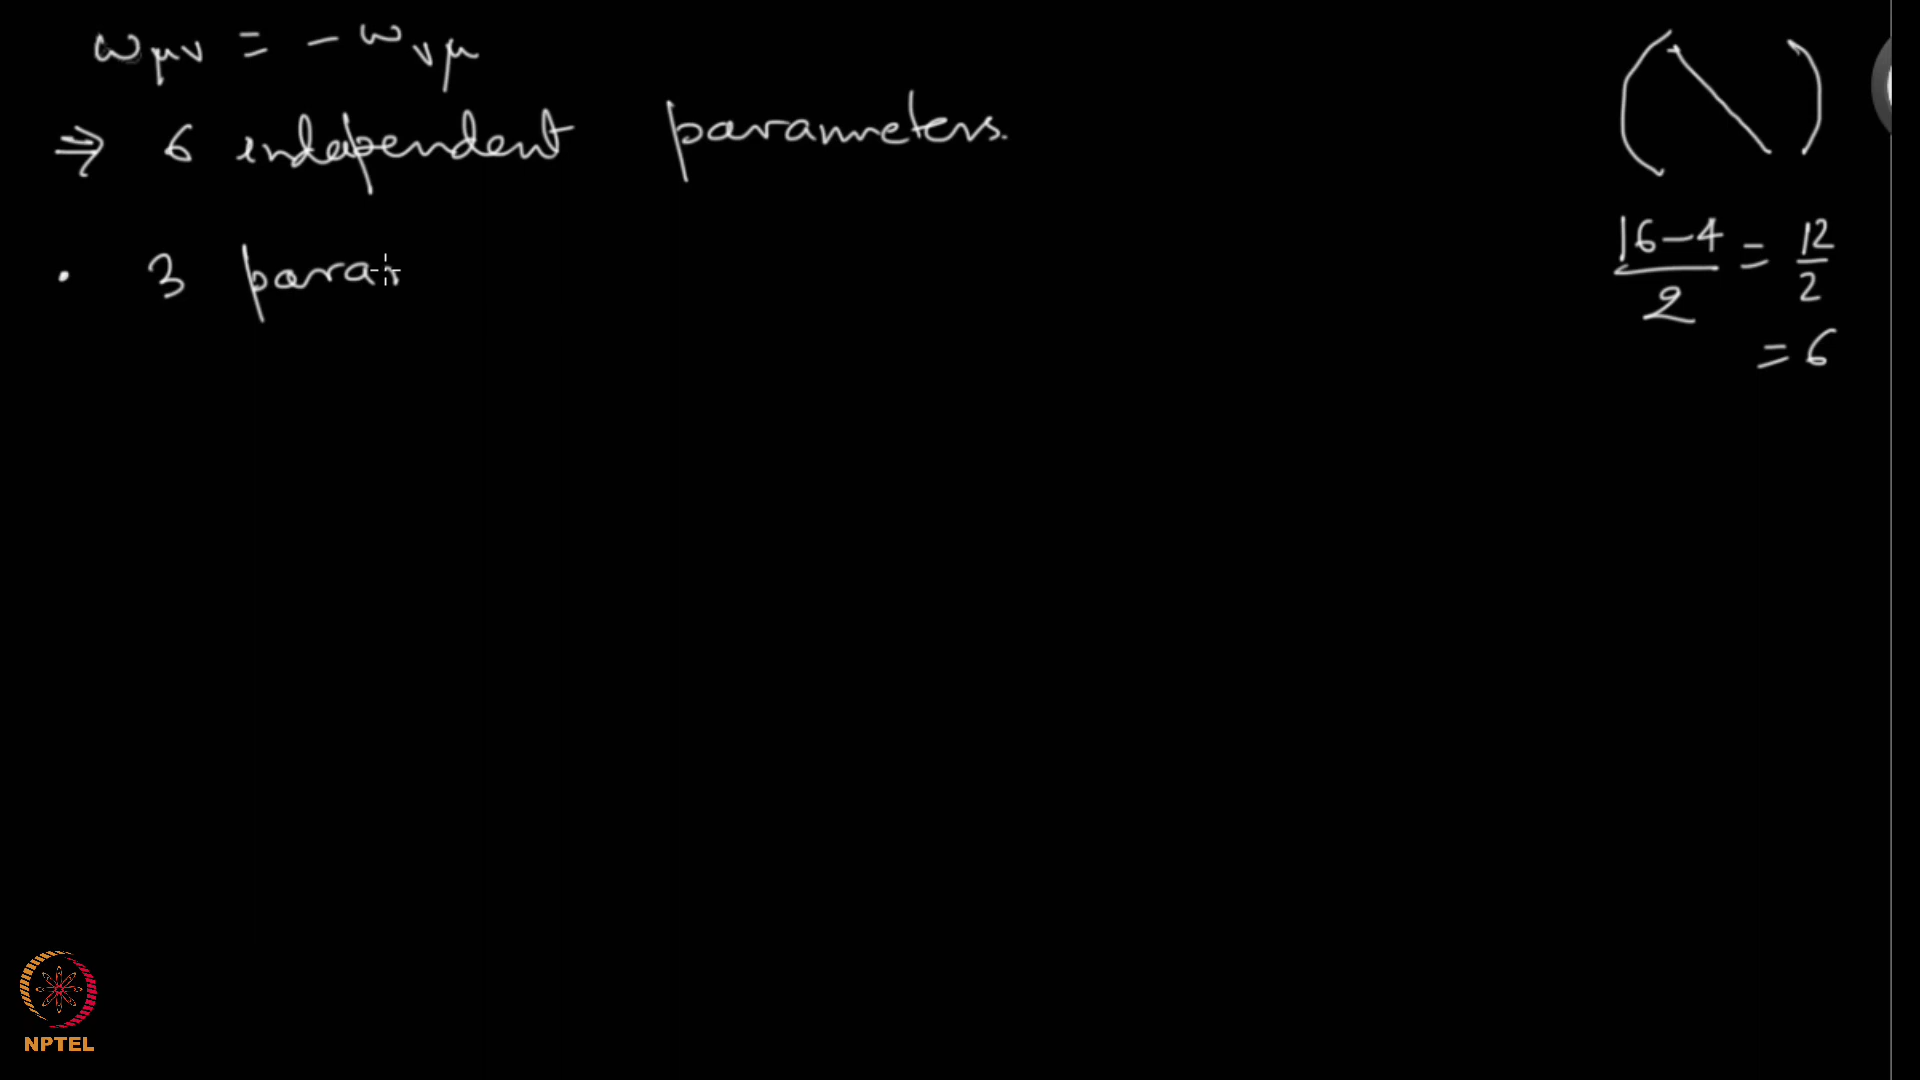 ω_μν = - ω_νμ
⇒ 6 independent parameters.
• 3 para
16-4/2 = 12/2
= 6
NPTEL